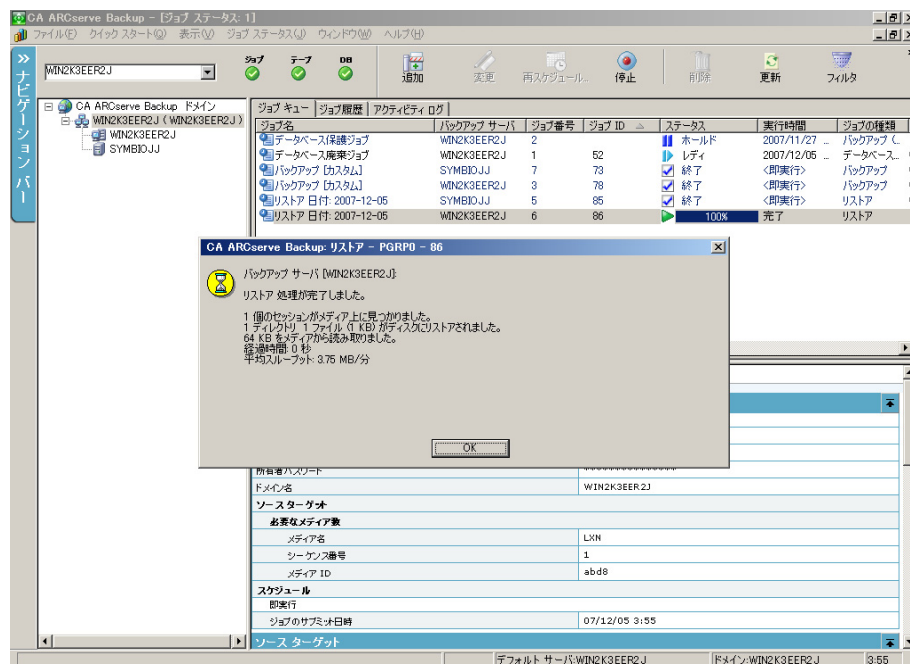 CA ARCserve Backup - [ジョブ ステータス: 1]
ファイル(F) クイック スタート(Q) 表示(V) ジョブ ステータス(J) ウィンドウ(W) ヘルプ(H)
ナビゲーション バー
WIN2K3EER2J
ジョブ テープ DB
追加 変更 再スケジュール... 停止 削除 更新 フィルタ
CA ARCserve Backup ドメイン
WIN2K3EER2J ( WIN2K3EER2J )
WIN2K3EER2J
SYMBIOJJ
ジョブ キュー ジョブ履歴 アクティビティ ログ
ジョブ名 バックアップ サーバ ジョブ番号 ジョブ ID ステータス 実行時間 ジョブの種類
データベース保護ジョブ WIN2K3EER2J 2 ホールド 2007/11/27 ... バックアップ (...
データベース廃棄ジョブ WIN2K3EER2J 1 52 レディ 2007/12/05 ... データベース...
バックアップ [カスタム] SYMBIOJJ 7 73 終了 <即実行> バックアップ
バックアップ [カスタム] WIN2K3EER2J 3 78 終了 <即実行> バックアップ
リストア 日付: 2007-12-05 SYMBIOJJ 5 85 終了 <即実行> リストア
リストア 日付: 2007-12-05 WIN2K3EER2J 6 86 100% 完了 リストア
CA ARCserve Backup: リストア - PGRP0 - 86
バックアップ サーバ [WIN2K3EER2J]:
リストア 処理が完了しました。
1 個のセッションがメディア上に見つかりました。
1 ディレクトリ 1 ファイル (1 KB) がディスクにリストアされました。
64 KB をメディアから読み取りました。
経過時間: 0 秒
平均スループット: 3.75 MB/分
OK
所有者パスワード
ドメイン名 WIN2K3EER2J
ソース ターゲット
必要なメディア数
メディア名 LXN
シーケンス番号 1
メディア ID abd8
スケジュール
即実行
ジョブのサブミット日時 07/12/05 3:55
ソース ターゲット
デフォルト サーバ:WIN2K3EER2J ドメイン:WIN2K3EER2J 3:55